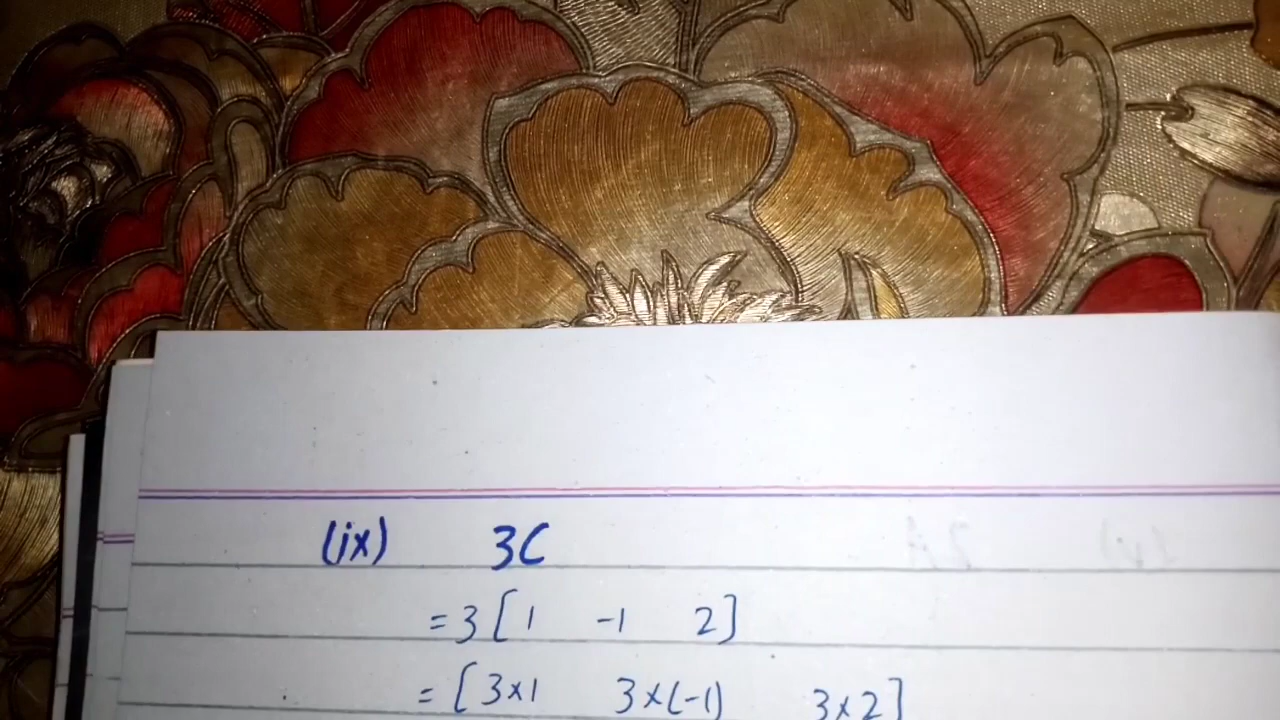 (ix) 3C
= 3 [ 1 -1 2 ]
= [ 3×1 3×(-1) 3×2 ]